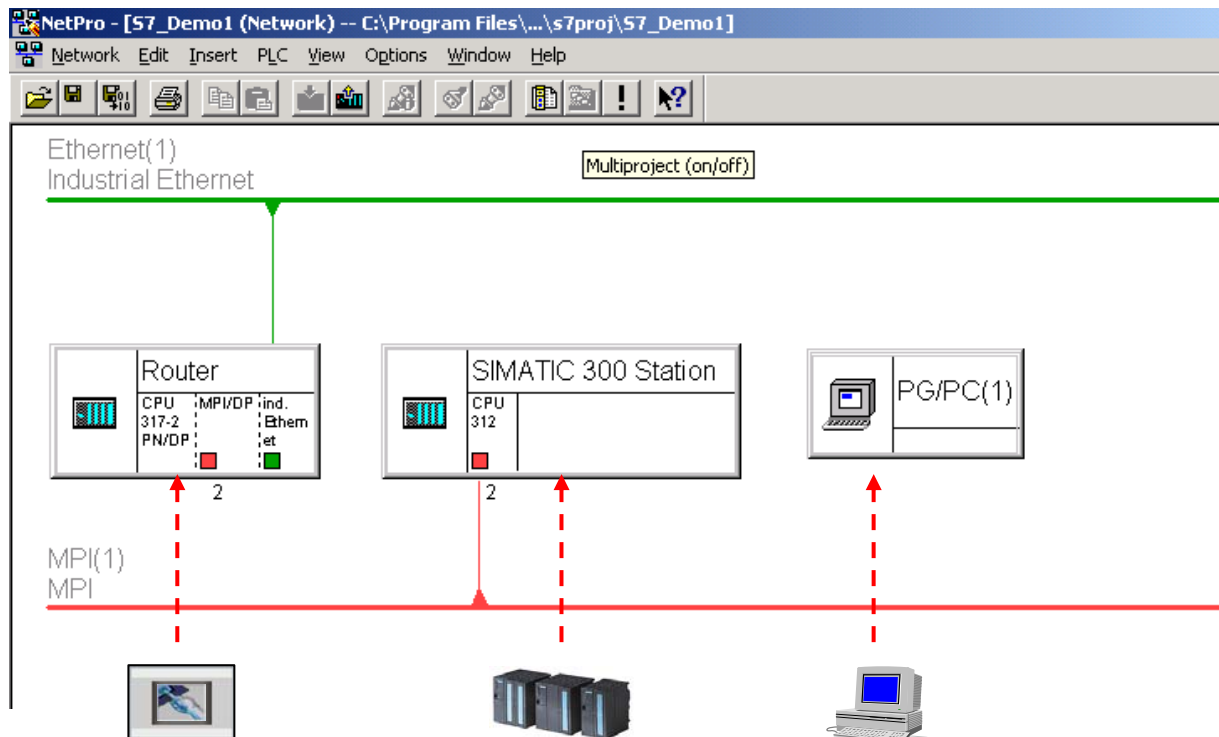 NetPro - [S7_Demo1 (Network) -- C:\Program Files\...\s7proj\S7_Demo1]
Network Edit Insert PLC View Options Window Help
Ethernet(1)
Industrial Ethernet
Multiproject (on/off)
Router
CPU
317-2
PN/DP
MPI/DP
ind.
Ethern
et
2
SIMATIC 300 Station
CPU
312
2
PG/PC(1)
MPI(1)
MPI